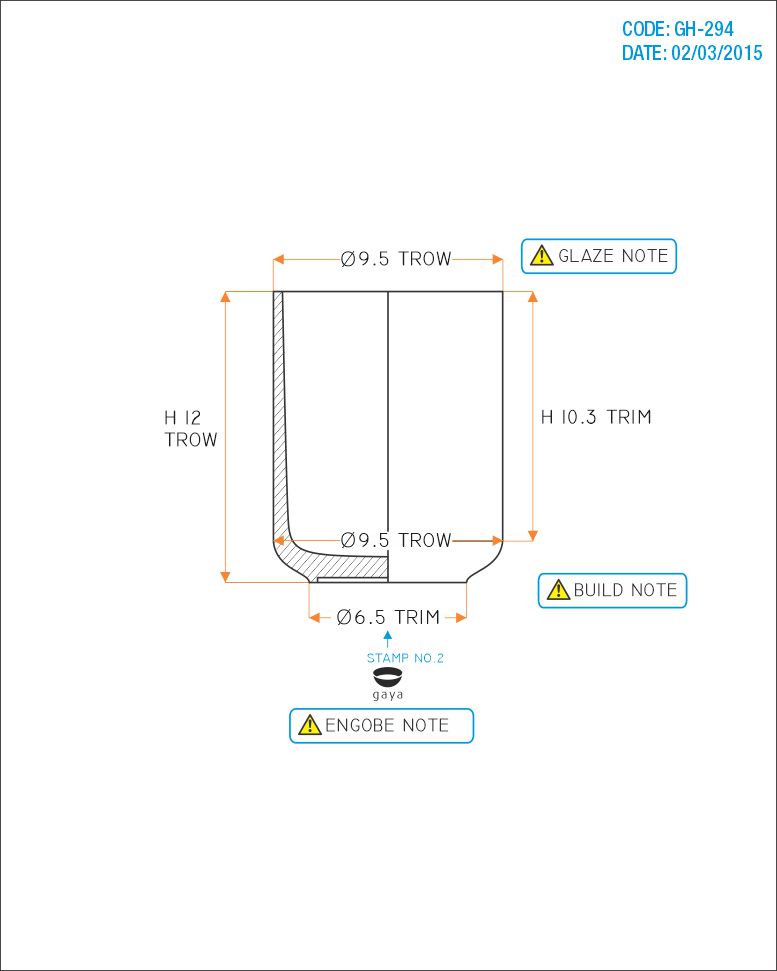 CODE: GH-294
DATE: 02/03/2015
Ø9.5 TROW
GLAZE NOTE
H 12
TROW
H 10.3 TRIM
Ø9.5 TROW
BUILD NOTE
Ø6.5 TRIM
STAMP NO.2
gaya
ENGOBE NOTE